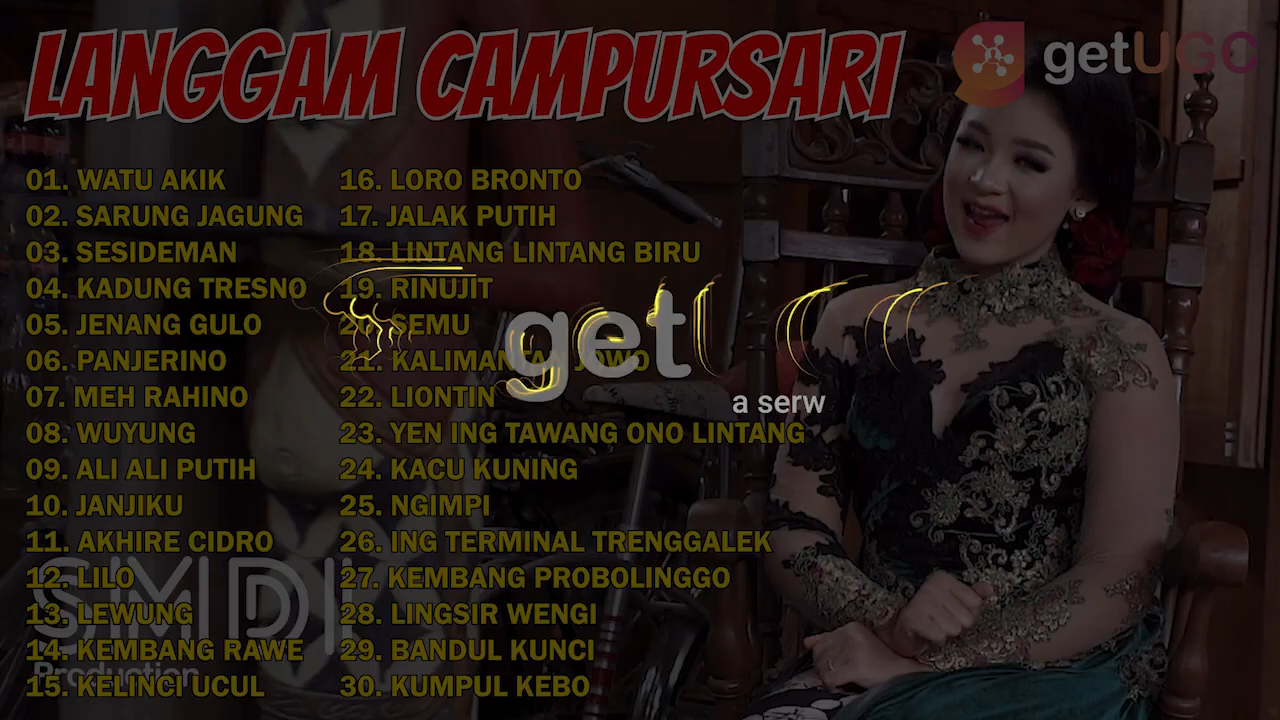 LANGGAM CAMPURSARI
getUGC
01. WATU AKIK
02. SARUNG JAGUNG
03. SESIDEMAN
04. KADUNG TRESNO
05. JENANG GULO
06. PANJERINO
07. MEH RAHINO
08. WUYUNG
09. ALI ALI PUTIH
10. JANJIKU
11. AKHIRE CIDRO
12. LILO
13. LEWUNG
14. KEMBANG RAWE
15. KELINCI UCUL
16. LORO BRONTO
17. JALAK PUTIH
18. LINTANG LINTANG BIRU
19. RINUJIT
20. SEMU
21. KALIMANTAN JOWO
22. LIONTIN
23. YEN ING TAWANG ONO LINTANG
24. KACU KUNING
25. NGIMPI
26. ING TERMINAL TRENGGALEK
27. KEMBANG PROBOLINGGO
28. LINGSIR WENGI
29. BANDUL KUNCI
30. KUMPUL KEBO
get
a serw
SMDI
Production